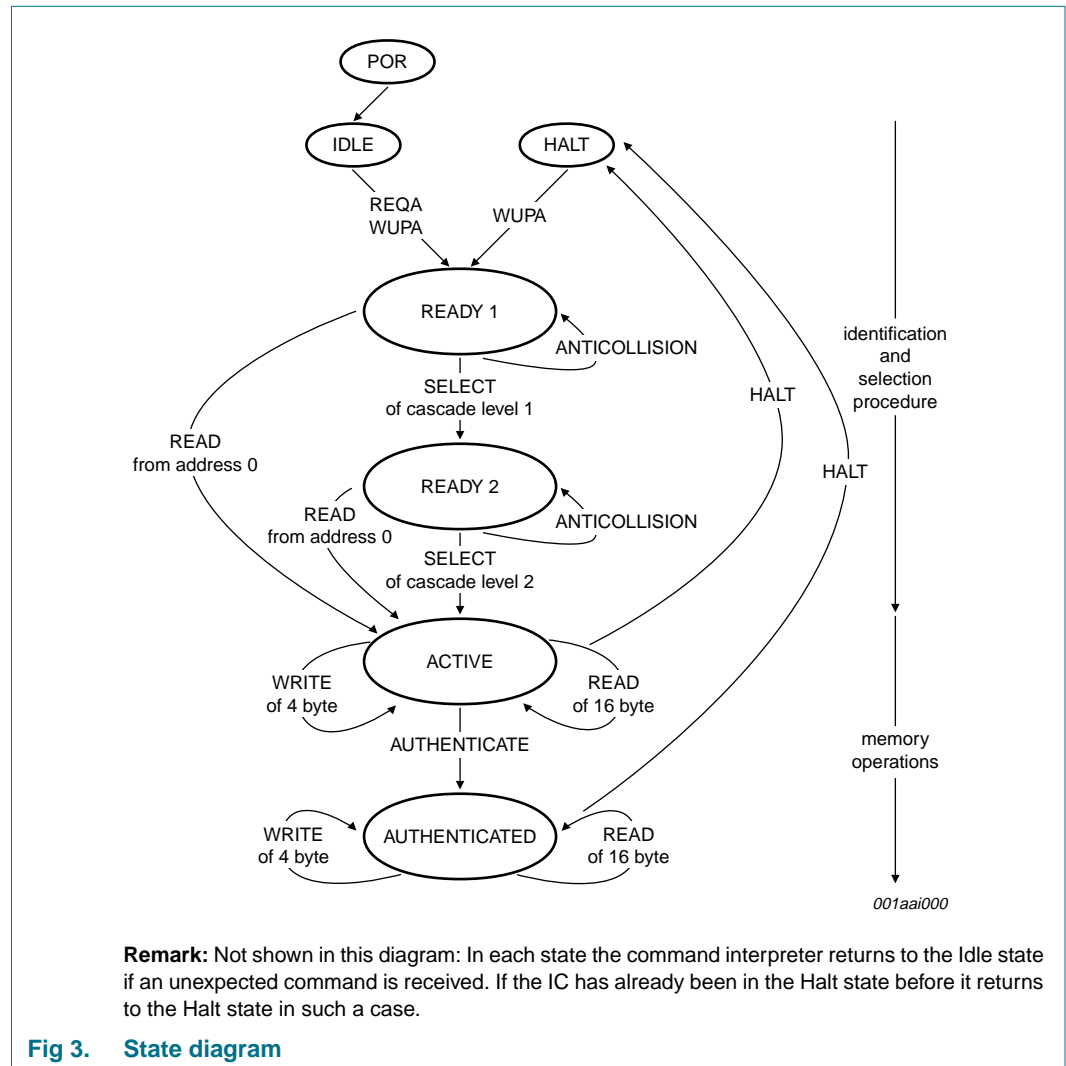 POR
IDLE
HALT
REQA
WUPA
WUPA
READY 1
ANTICOLLISION
identification
and
selection
procedure
SELECT
of cascade level 1
HALT
READ
from address 0
HALT
READY 2
READ
from address 0
ANTICOLLISION
SELECT
of cascade level 2
ACTIVE
WRITE
of 4 byte
READ
of 16 byte
AUTHENTICATE
memory
operations
AUTHENTICATED
WRITE
of 4 byte
READ
of 16 byte
001aai000
Remark: Not shown in this diagram: In each state the command interpreter returns to the Idle state
if an unexpected command is received. If the IC has already been in the Halt state before it returns
to the Halt state in such a case.
Fig 3. State diagram